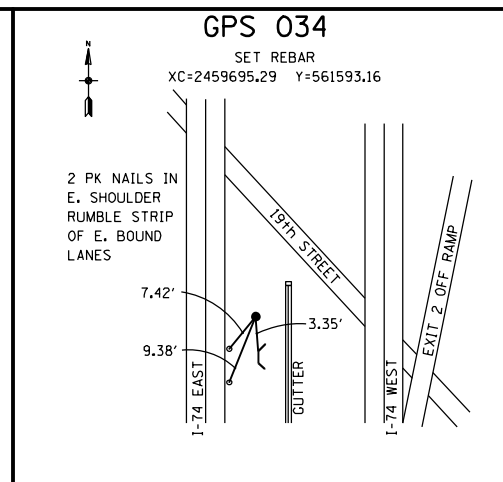 GPS 034
N
SET REBAR
XC=2459695.29 Y=561593.16
2 PK NAILS IN
E. SHOULDER
RUMBLE STRIP
OF E. BOUND
LANES
19th STREET
EXIT 2 OFF RAMP
7.42'
3.35'
9.38'
I-74 EAST
GUTTER
I-74 WEST